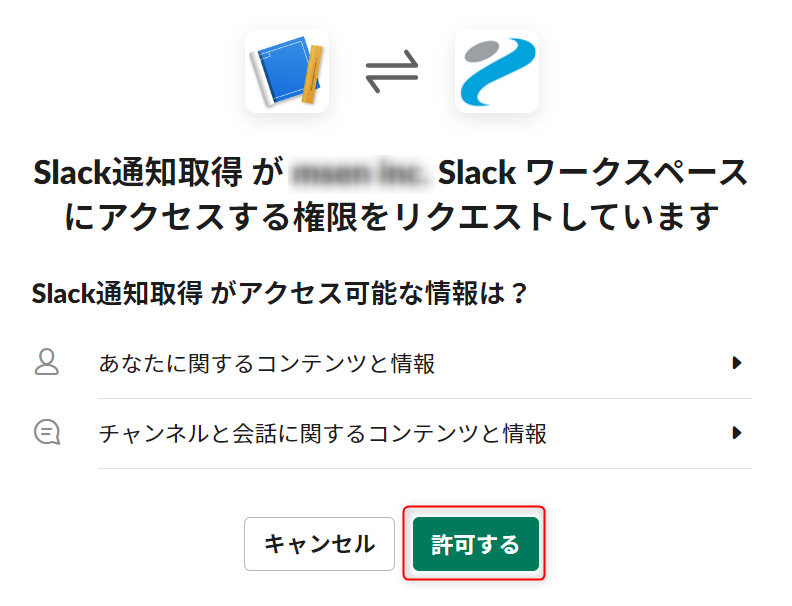 Slack通知取得 が Slack ワークスペース
にアクセスする権限をリクエストしています
Slack通知取得 がアクセス可能な情報は？
あなたに関するコンテンツと情報
チャンネルと会話に関するコンテンツと情報
キャンセル
許可する